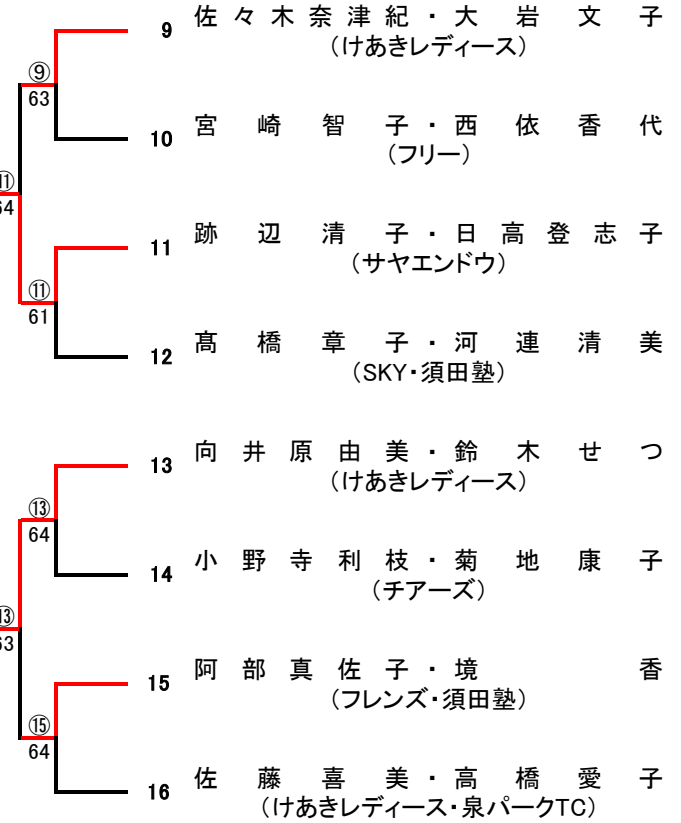 9 佐々木奈津紀・大岩文子
(けあきレディース)
⑨
63
10 宮崎智子・西依香代
(フリー)
⑪
64
11 跡辺清子・日高登志子
(サヤエンドウ)
⑪
61
12 髙橋章子・河連清美
(SKY・須田塾)
13 向井原由美・鈴木せつ
(けあきレディース)
⑬
64
14 小野寺利枝・菊地康子
(チアーズ)
⑬
63
15 阿部真佐子・境香
(フレンズ・須田塾)
⑮
64
16 佐藤喜美・高橋愛子
(けあきレディース・泉パークTC)